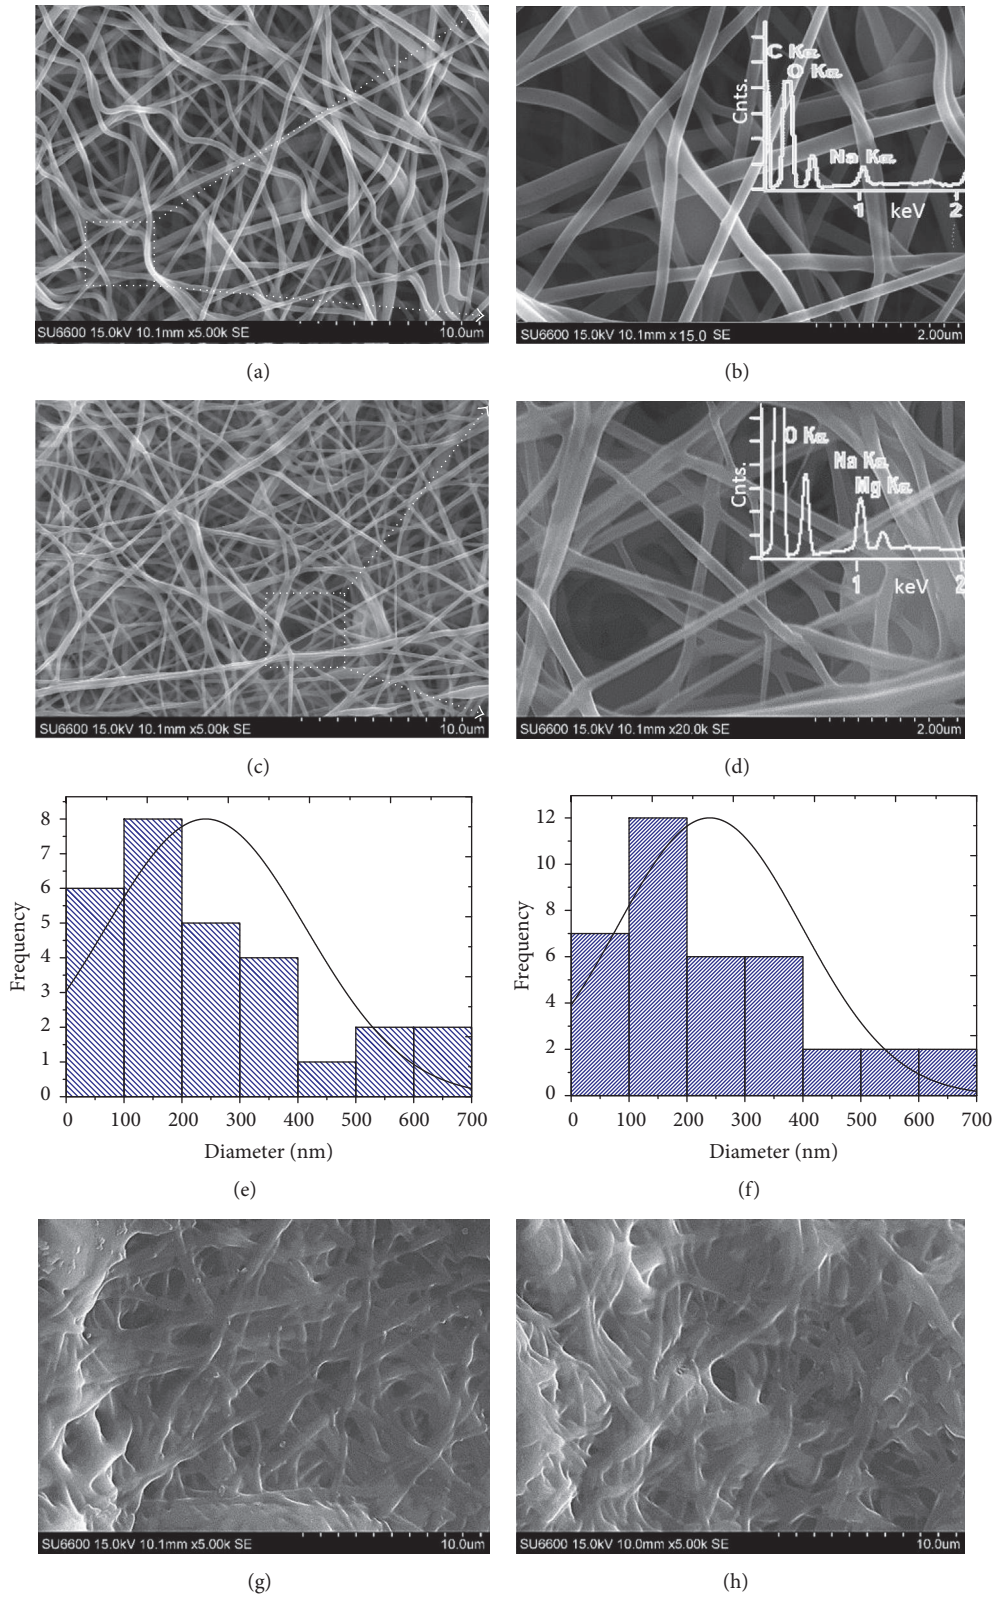 C Kα
O Kα
Na Kα
Cnts.
1 keV 2
SU6600 15.0kV 10.1mm x5.00k SE 10.0um
SU6600 15.0kV 10.1mm x 15.0 SE 2.00um
(a)
(b)
O Kα
Na Kα
Mg Kα
Cnts.
1 keV 2
SU6600 15.0kV 10.1mm x5.00k SE 10.0um
SU6600 15.0kV 10.1mm x20.0k SE 2.00um
(c)
(d)
8
7
6
5
4
3
2
1
0
Frequency
0 100 200 300 400 500 600 700
Diameter (nm)
(e)
12
10
8
6
4
2
0
Frequency
0 100 200 300 400 500 600 700
Diameter (nm)
(f)
SU6600 15.0kV 10.1mm x5.00k SE 10.0um
SU6600 15.0kV 10.0mm x5.00k SE 10.0um
(g)
(h)